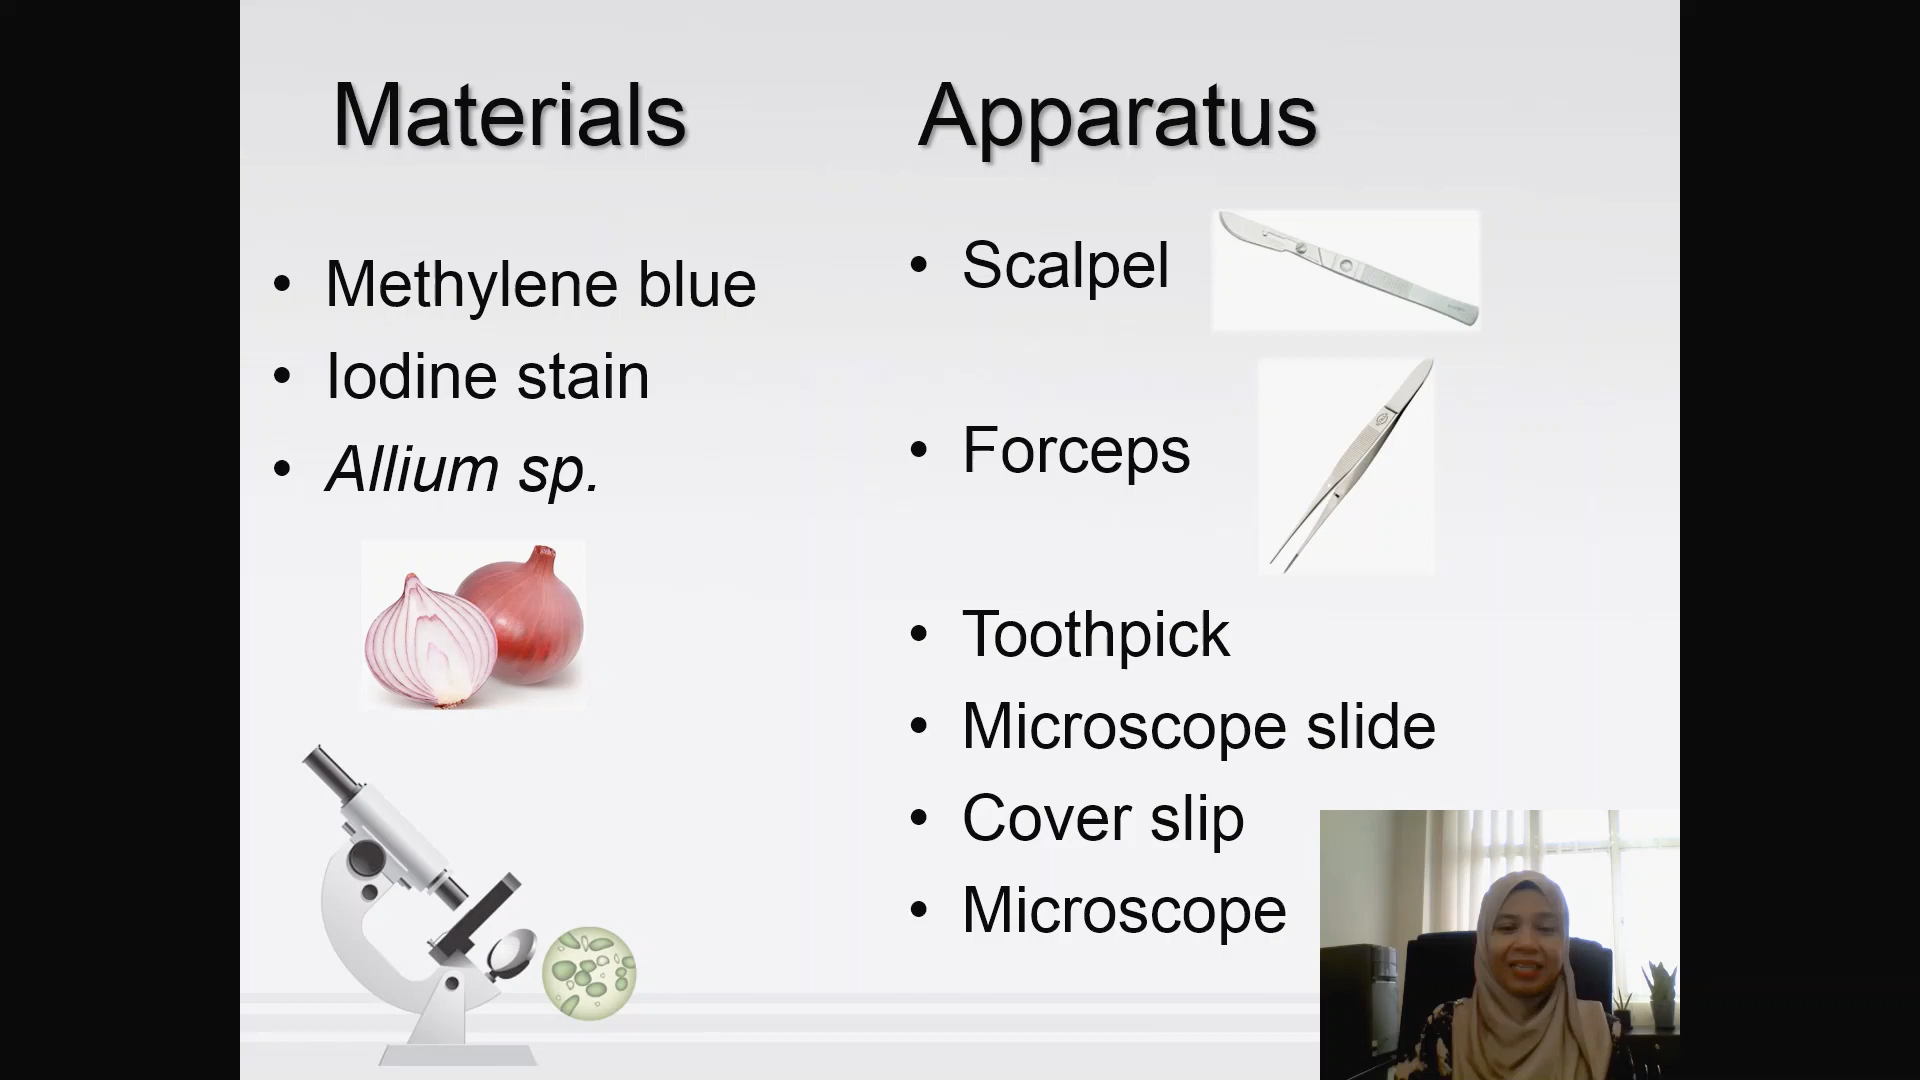 Materials
Methylene blue
Iodine stain
Allium sp.
Apparatus
Scalpel
Forceps
Toothpick
Microscope slide
Cover slip
Microscope